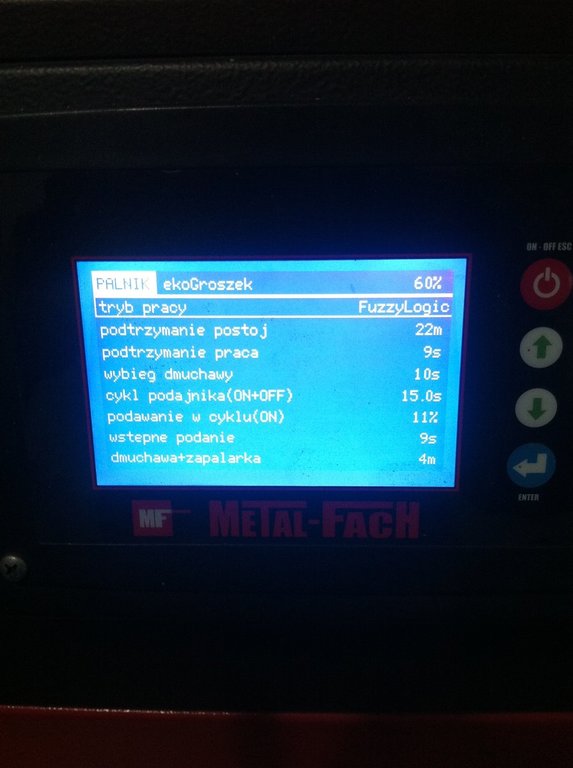 ON - OFF ESC
PALNIK ekoGroszek 60%
tryb pracy FuzzyLogic
podtrzymanie postoj 22m
podtrzymanie praca 9s
wybieg dmuchawy 10s
cykl podajnika(ON+OFF) 15.0s
podawanie w cyklu(ON) 11%
wstepne podanie 9s
dmuchawa+zapalarka 4m
ENTER
MF METAL-FACH